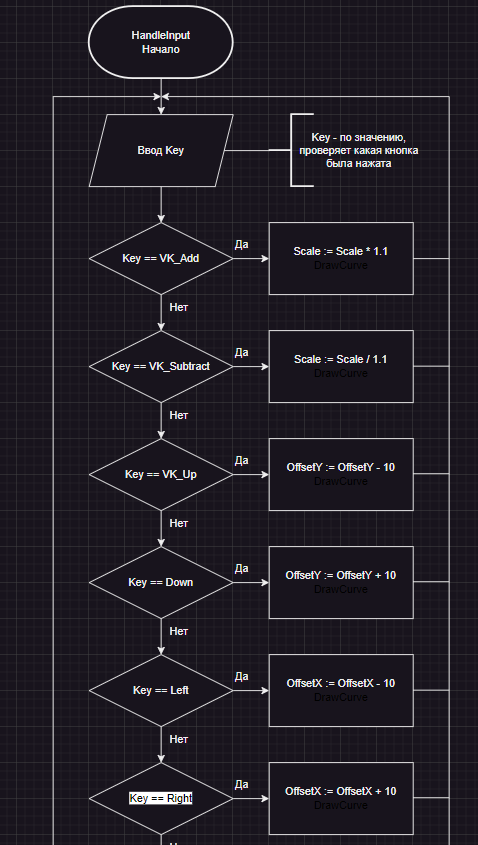 HandleInput
Начало
Ввод Key
Key - по значению,
проверяет какая кнопка
была нажата
Key == VK_Add
Да
Scale := Scale * 1.1
DrawCurve
Нет
Key == VK_Subtract
Да
Scale := Scale / 1.1
DrawCurve
Нет
Key == VK_Up
Да
OffsetY := OffsetY - 10
DrawCurve
Нет
Key == Down
Да
OffsetY := OffsetY + 10
DrawCurve
Нет
Key == Left
Да
OffsetX := OffsetX - 10
DrawCurve
Нет
Key == Right
Да
OffsetX := OffsetX + 10
DrawCurve
Нет